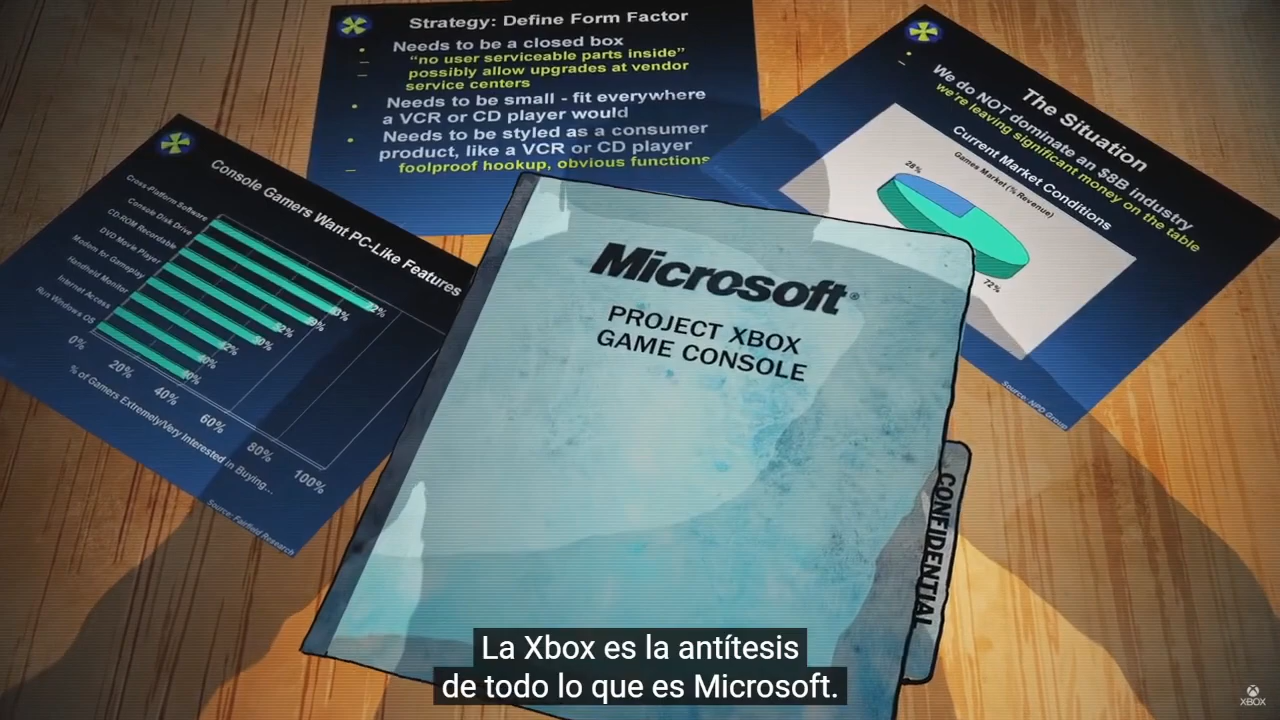 Strategy: Define Form Factor
Needs to be a closed box
"no user serviceable parts inside"
possibly allow upgrades at vendor
service centers
Needs to be small - fit everywhere
a VCR or CD player would
Needs to be styled as a consumer
product, like a VCR or CD player
foolproof hookup, obvious functions
The Situation
We do NOT dominate an $8B industry
we're leaving significant money on the table
Current Market Conditions
Games Market (% Revenue)
28%
72%
Source: NPD Group
Console Gamers Want PC-Like Features
Cross-Platform Software
Console Disk Drive
CD-ROM Recordable
DVD Movie Player
Modem for Gameplay
Handheld Monitor
Internet Access
Run Windows OS
72%
52%
50%
0%
20%
40%
60%
80%
100%
% of Gamers Extremely/Very Interested in Buying...
Source: Fairfield Research
Microsoft®
PROJECT XBOX
GAME CONSOLE
CONFIDENTIAL
La Xbox es la antítesis
de todo lo que es Microsoft.
XBOX